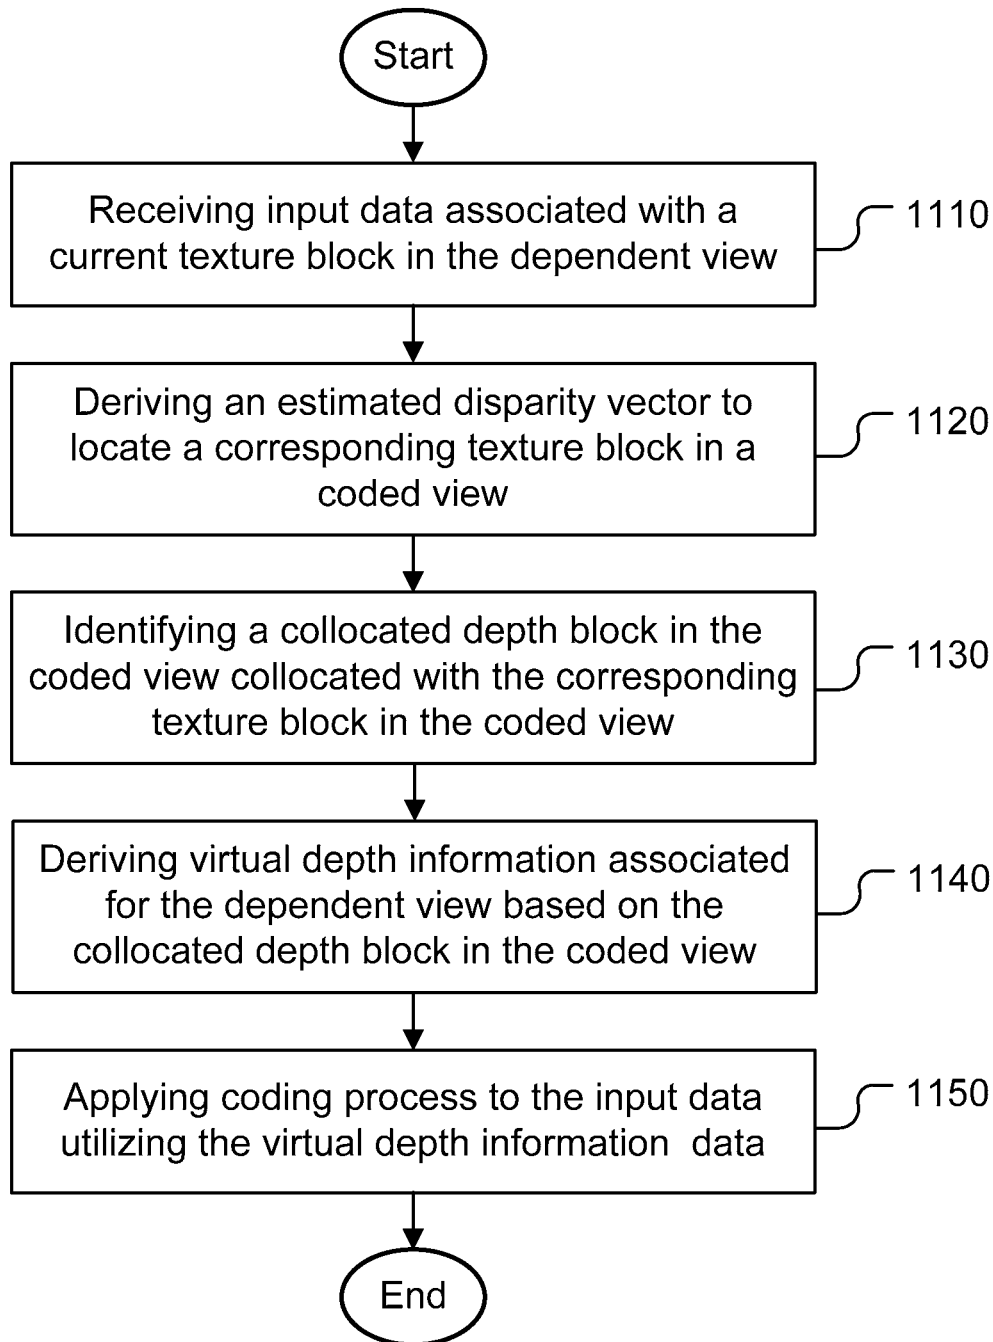 Start
Receiving input data associated with a
current texture block in the dependent view
1110
Deriving an estimated disparity vector to
locate a corresponding texture block in a
coded view
1120
Identifying a collocated depth block in the
coded view collocated with the corresponding
texture block in the coded view
1130
Deriving virtual depth information associated
for the dependent view based on the
collocated depth block in the coded view
1140
Applying coding process to the input data
utilizing the virtual depth information data
1150
End